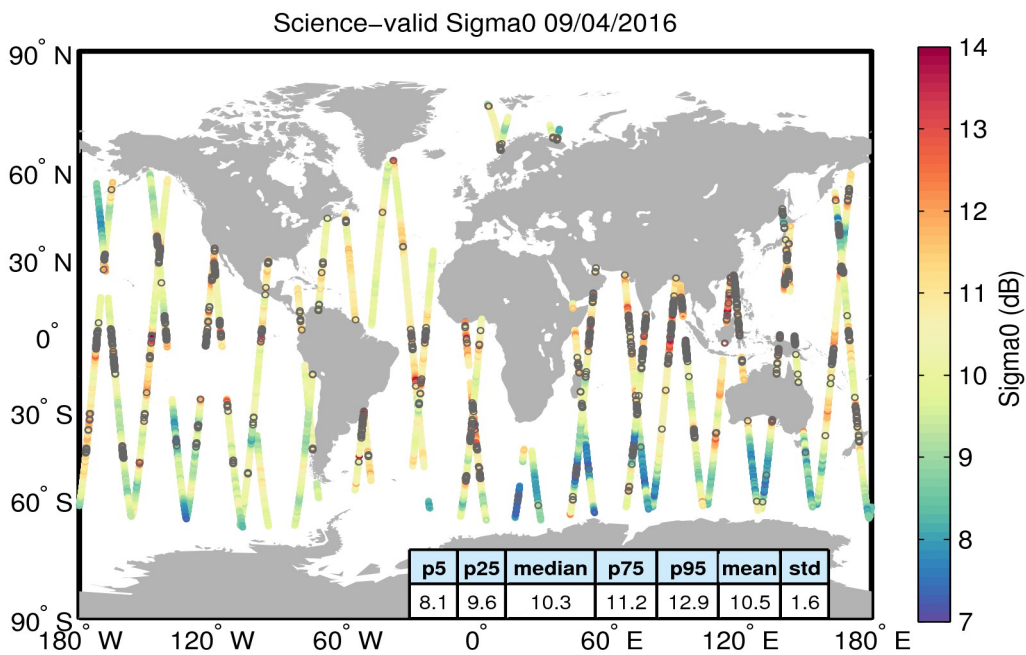 Science−valid Sigma0 09/04/2016
90° N
60° N
30° N
0°
30° S
60° S
90° S
180° W
120° W
60° W
0°
60° E
120° E
180° E
p5 p25 median p75 p95 mean std
8.1 9.6 10.3 11.2 12.9 10.5 1.6
14
13
12
11
10
9
8
7
Sigma0 (dB)